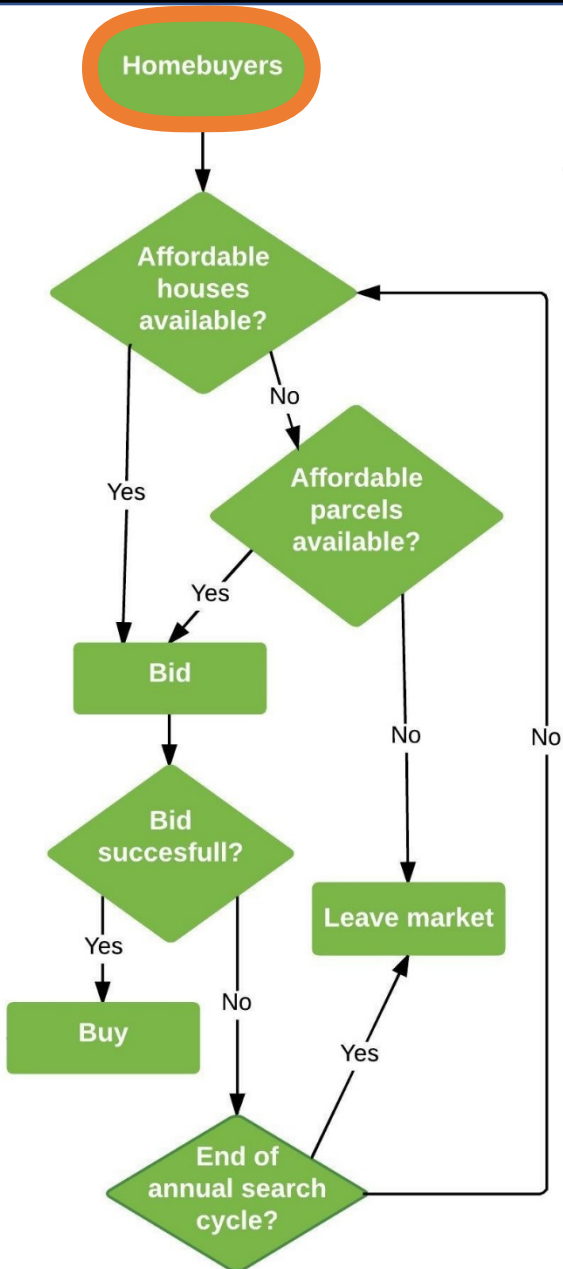 Homebuyers
Affordable
houses
available?
No
Yes
Affordable
parcels
available?
Yes
Bid
No
No
Bid
succesfull?
Leave market
Yes
No
Buy
Yes
End of
annual search
cycle?